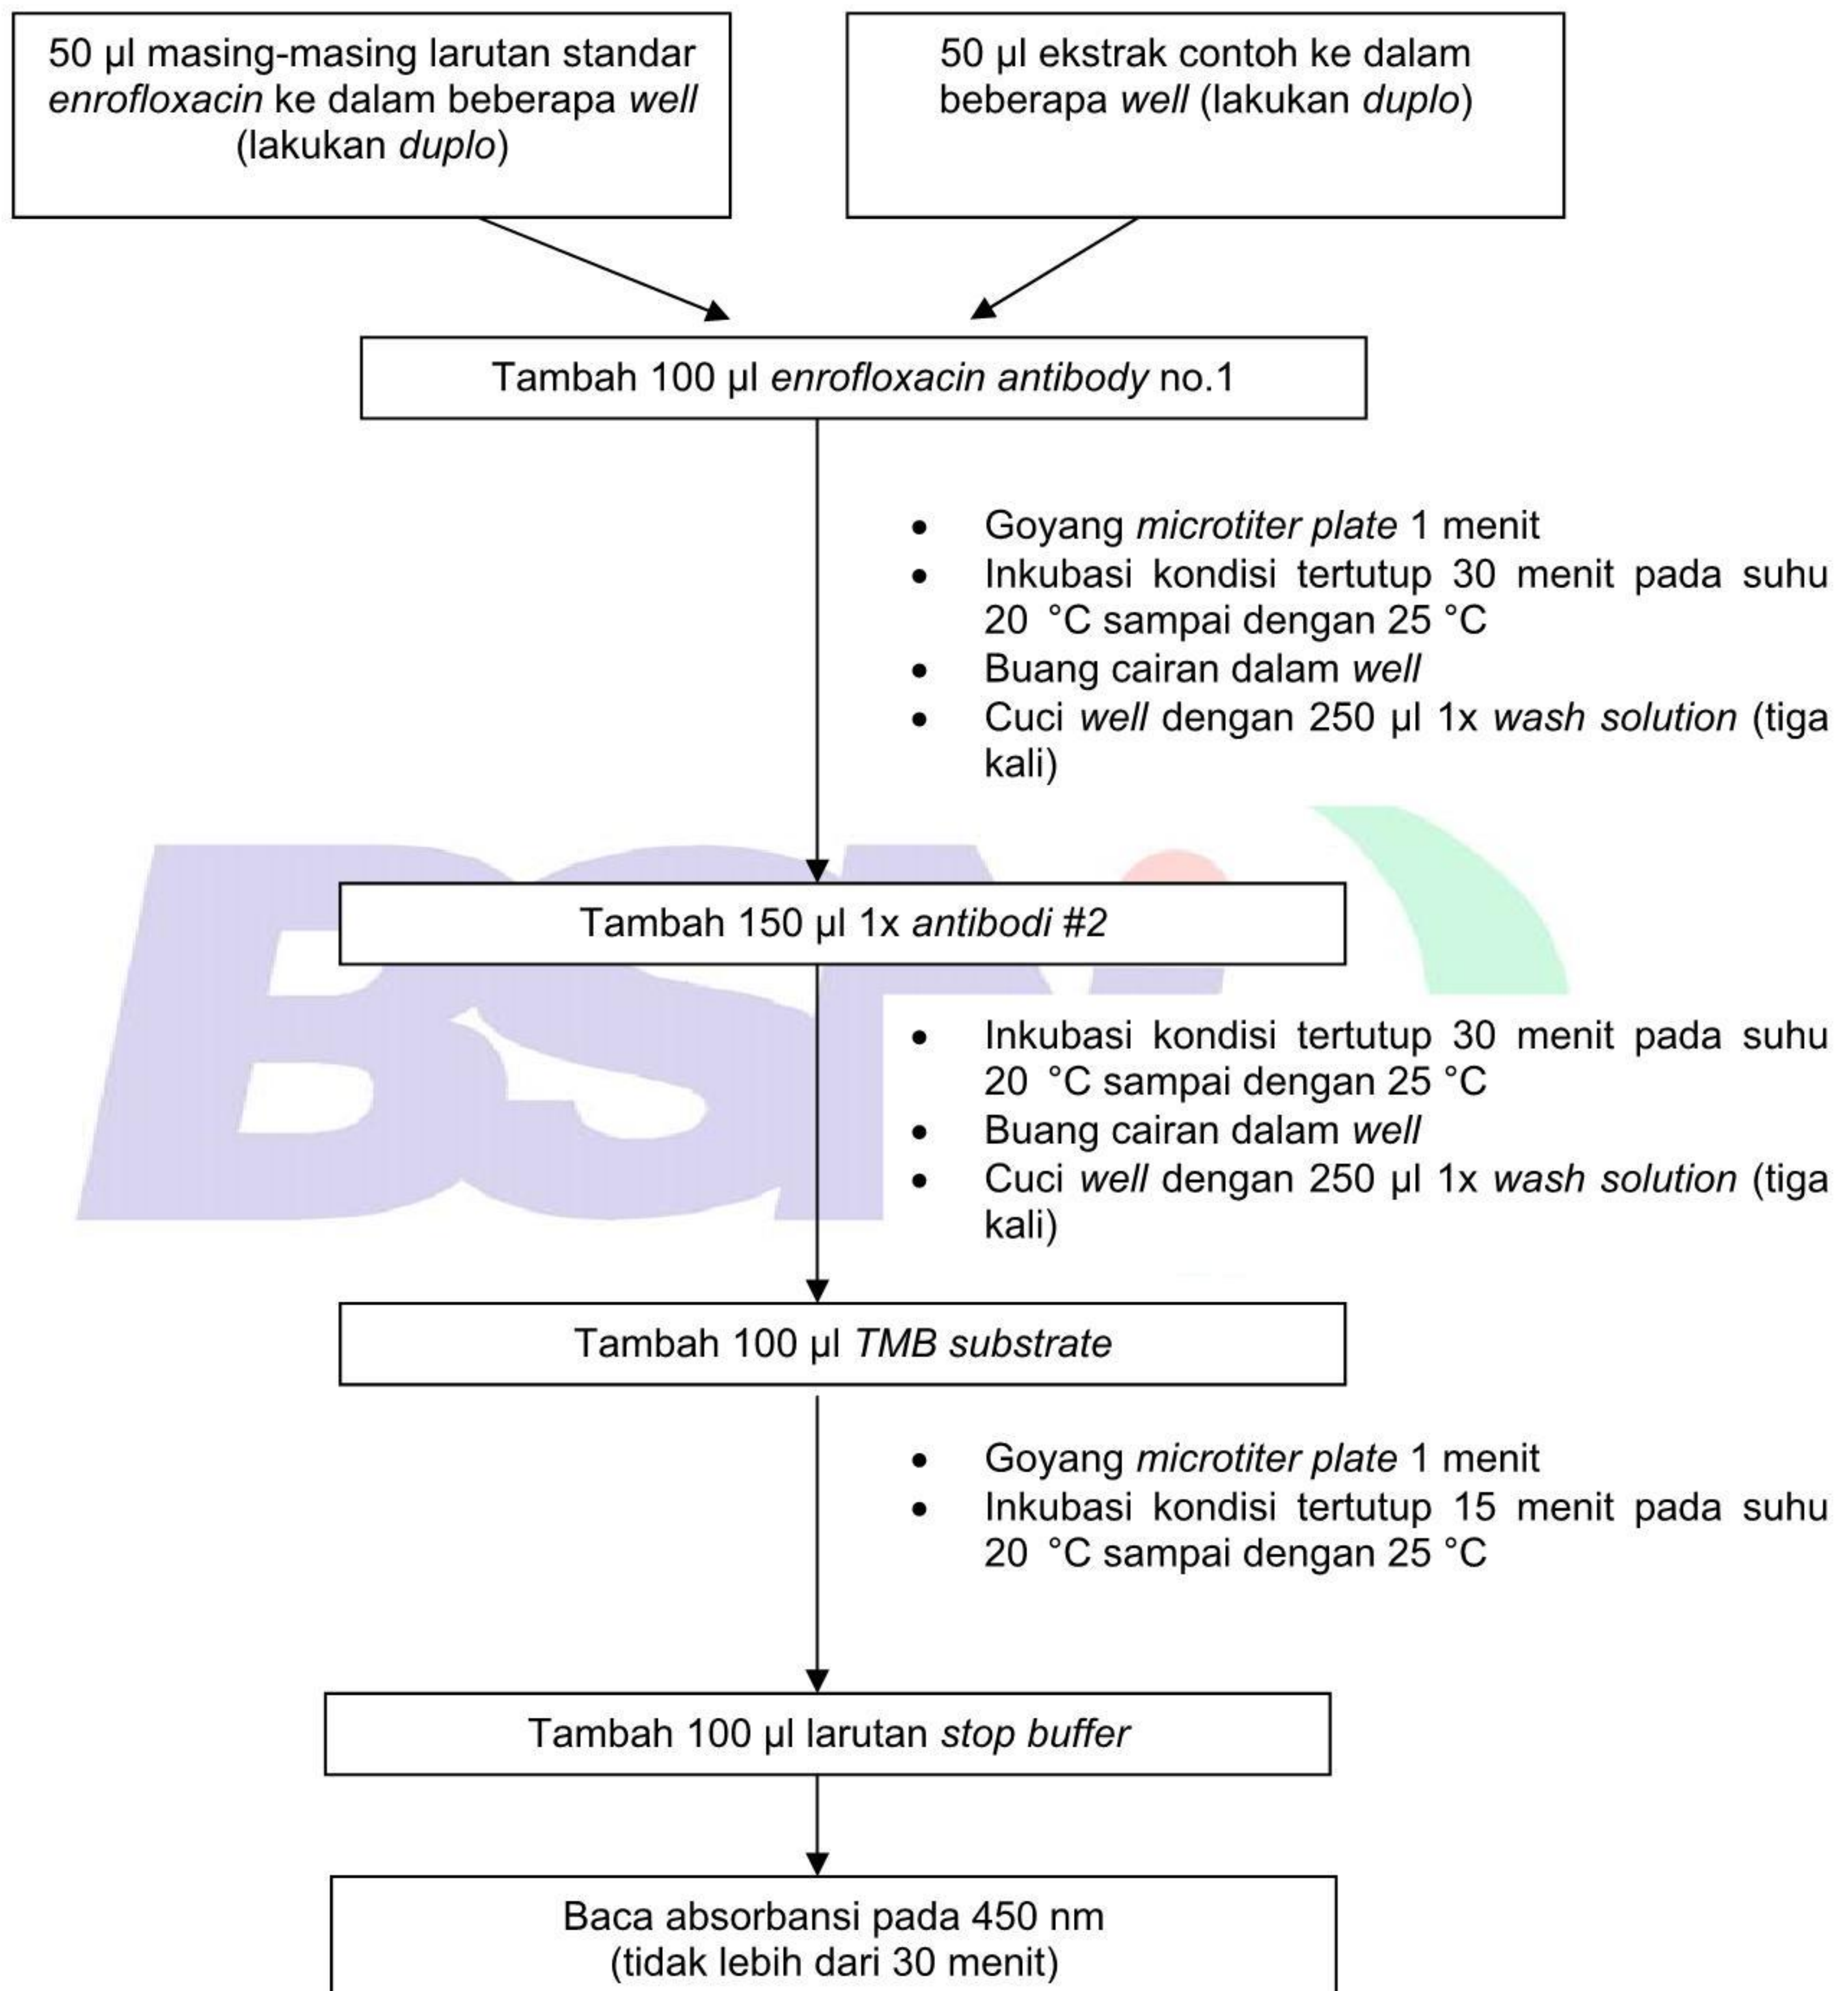 50 µl masing-masing larutan standar
enrofloxacin ke dalam beberapa well
(lakukan duplo)
50 µl ekstrak contoh ke dalam
beberapa well (lakukan duplo)
Tambah 100 µl enrofloxacin antibody no.1
• Goyang microtiter plate 1 menit
• Inkubasi kondisi tertutup 30 menit pada suhu
20 °C sampai dengan 25 °C
• Buang cairan dalam well
• Cuci well dengan 250 µl 1x wash solution (tiga
kali)
Tambah 150 µl 1x antibodi #2
• Inkubasi kondisi tertutup 30 menit pada suhu
20 °C sampai dengan 25 °C
• Buang cairan dalam well
• Cuci well dengan 250 µl 1x wash solution (tiga
kali)
Tambah 100 µl TMB substrate
• Goyang microtiter plate 1 menit
• Inkubasi kondisi tertutup 15 menit pada suhu
20 °C sampai dengan 25 °C
Tambah 100 µl larutan stop buffer
Baca absorbansi pada 450 nm
(tidak lebih dari 30 menit)